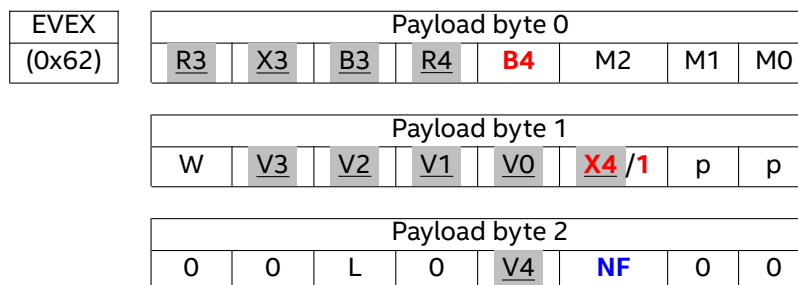 EVEX Payload byte 0
(0x62) R3 X3 B3 R4 B4 M2 M1 M0
Payload byte 1
W V3 V2 V1 V0 X4 /1 p p
Payload byte 2
0 0 L 0 V4 NF 0 0